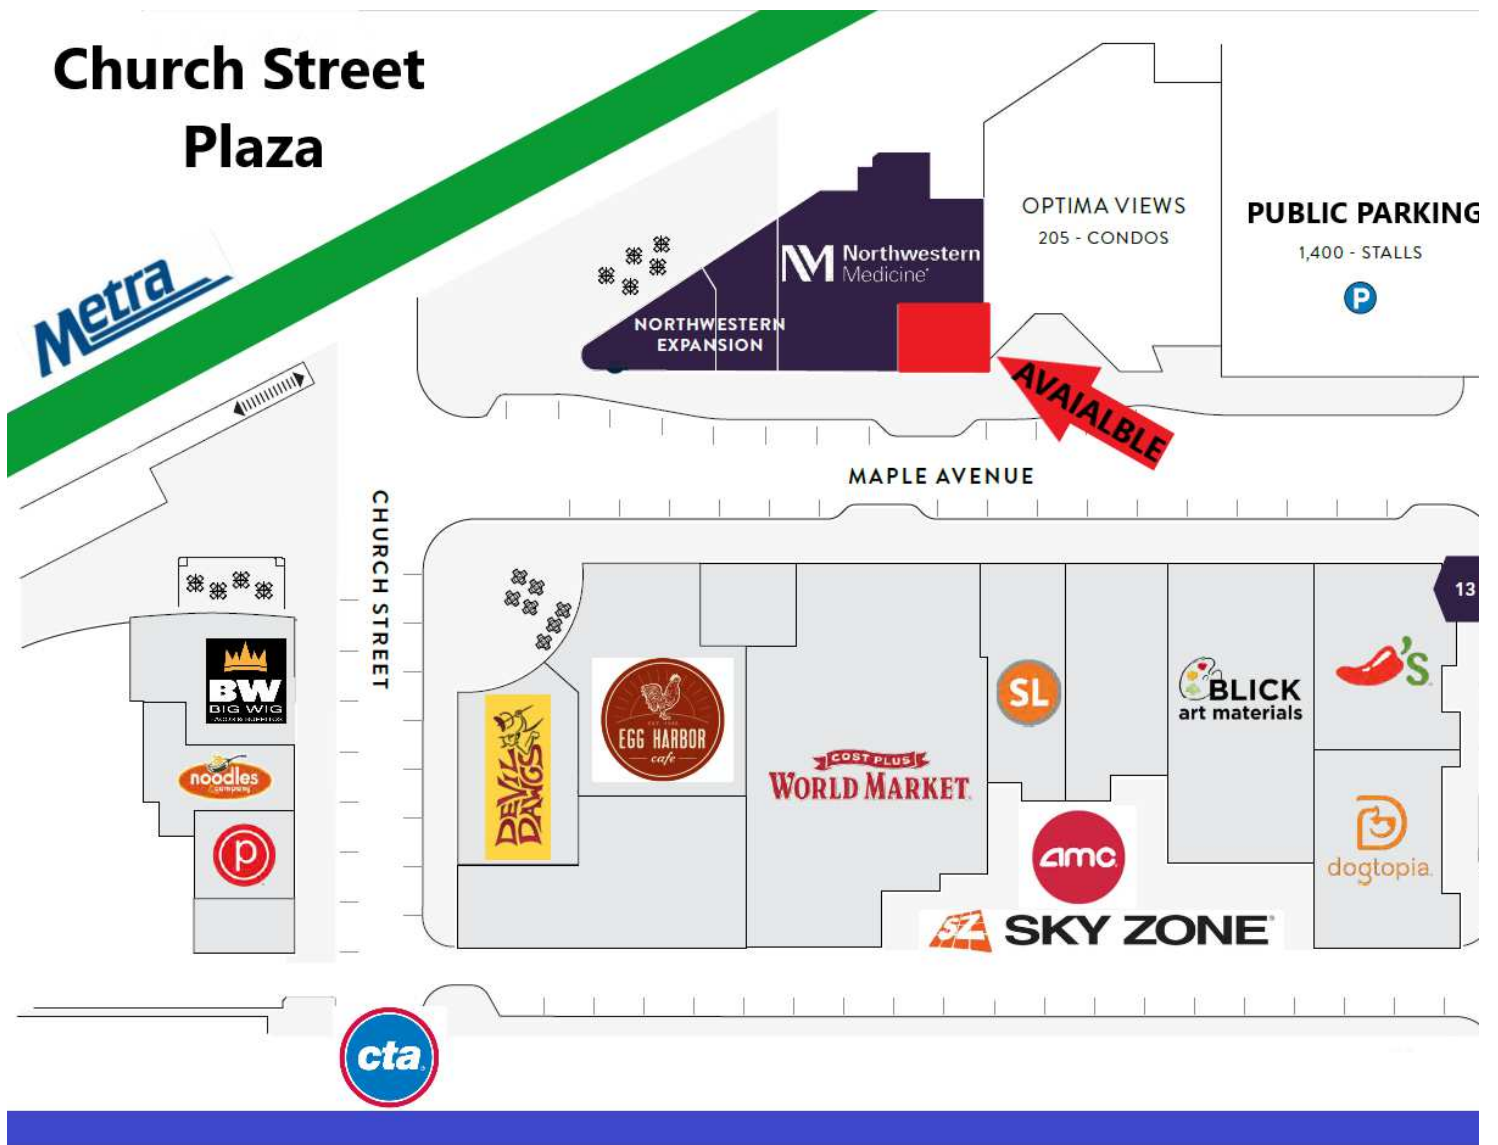 Church Street
Plaza
Metra
Northwestern
Medicine
NORTHWESTERN
EXPANSION
OPTIMA VIEWS
205 - CONDOS
PUBLIC PARKING
1,400 - STALLS
P
AVAIALBLE
MAPLE AVENUE
CHURCH STREET
13
BW
BIG WIG
noodles
& company
P
DEVIL
DAWGS
EGG HARBOR
cafe
COST PLUS
WORLD MARKET
SL
BLICK
art materials
'S
amc
dogtopia
SZ SKY ZONE
cta